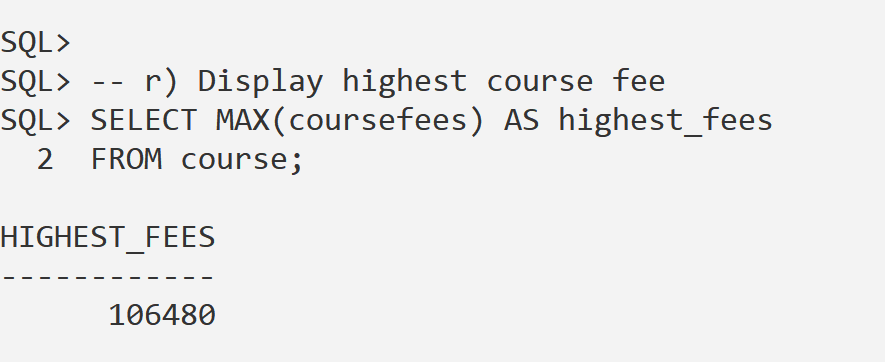 SQL>
SQL> -- r) Display highest course fee
SQL> SELECT MAX(coursefees) AS highest_fees
  2  FROM course;

HIGHEST_FEES
------------
      106480